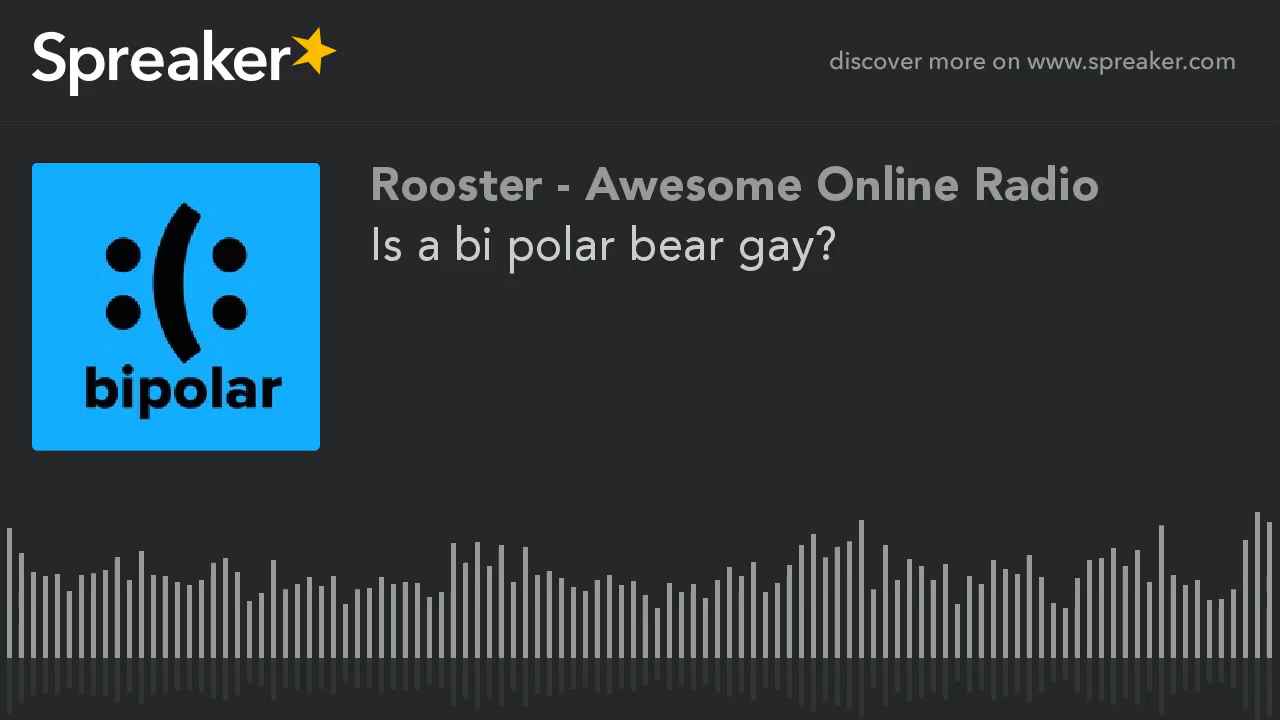 Spreaker
discover more on www.spreaker.com
Rooster - Awesome Online Radio
Is a bi polar bear gay?
:(:
bipolar